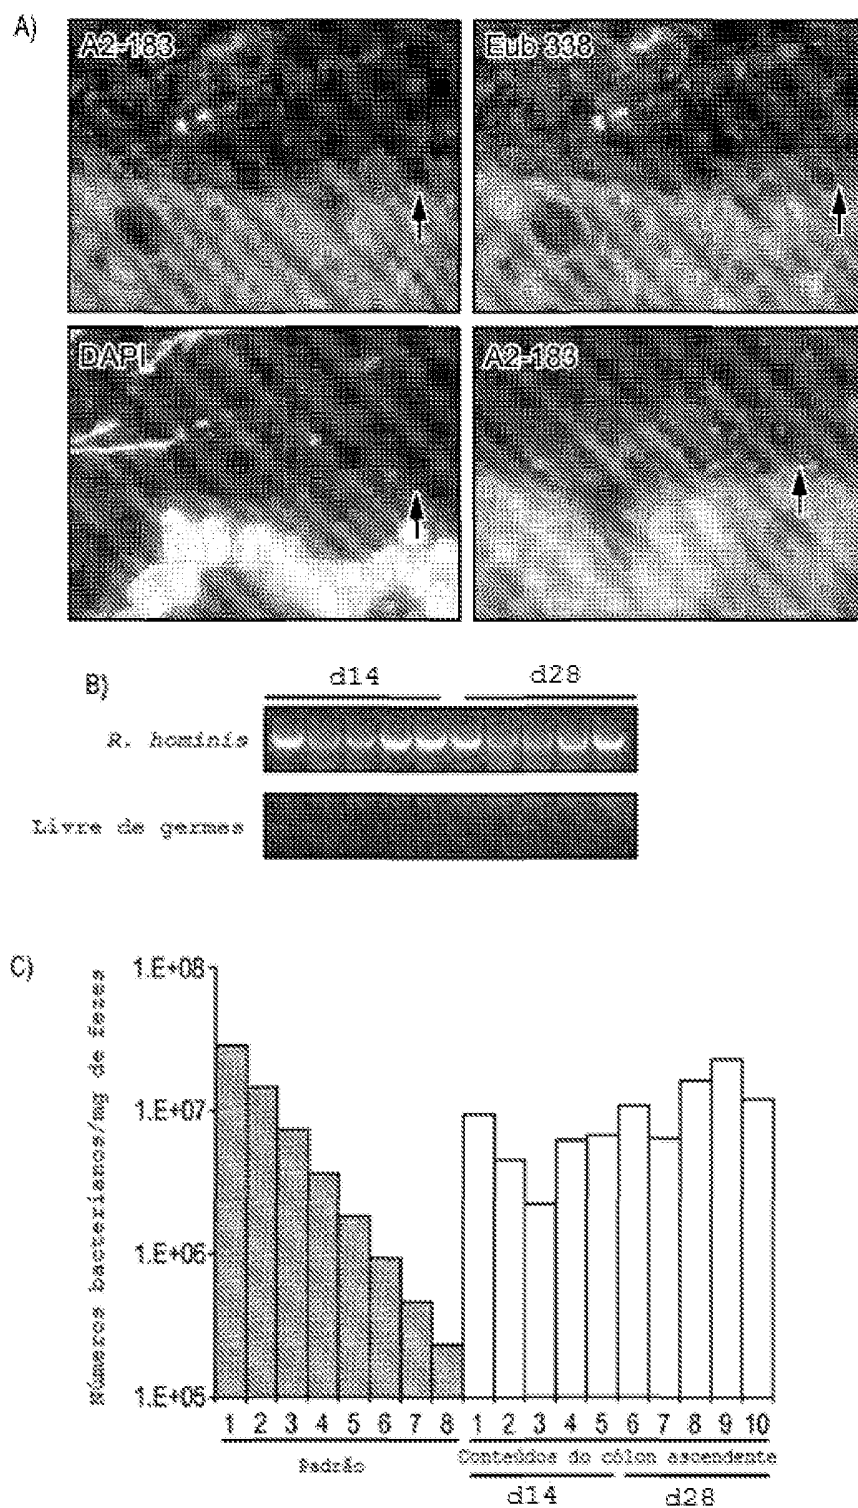 A)
A2-183
Eub 338
DAPI
A2-183
B)
d14 d28
R. hominis
Livre de germes
C)
Números bacterianos/mg de fezes
1.E+08
1.E+07
1.E+06
1.E+05
1 2 3 4 5 6 7 8 1 2 3 4 5 6 7 8 9 10
Padrão
Conteúdos do cólon ascendente
d14 d28